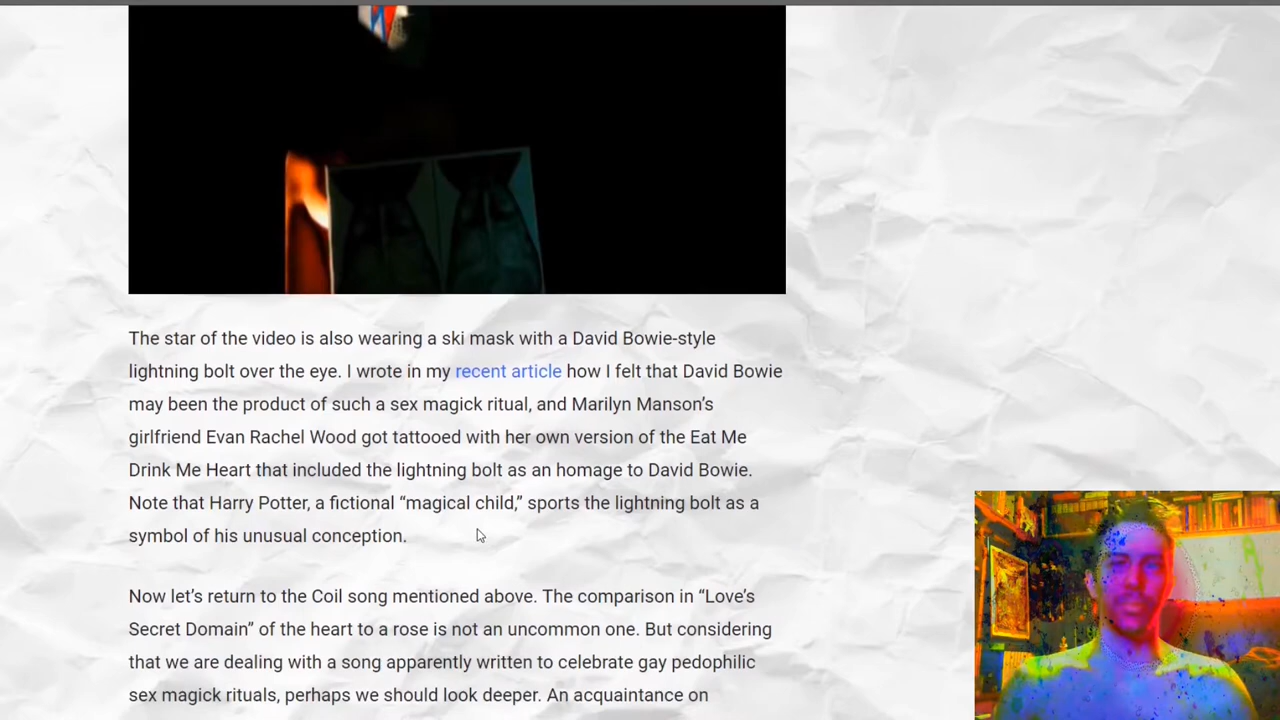 The star of the video is also wearing a ski mask with a David Bowie-style
lightning bolt over the eye. I wrote in my recent article how I felt that David Bowie
may been the product of such a sex magick ritual, and Marilyn Manson’s
girlfriend Evan Rachel Wood got tattooed with her own version of the Eat Me
Drink Me Heart that included the lightning bolt as an homage to David Bowie.
Note that Harry Potter, a fictional “magical child,” sports the lightning bolt as a
symbol of his unusual conception.
Now let’s return to the Coil song mentioned above. The comparison in “Love’s
Secret Domain” of the heart to a rose is not an uncommon one. But considering
that we are dealing with a song apparently written to celebrate gay pedophilic
sex magick rituals, perhaps we should look deeper. An acquaintance on